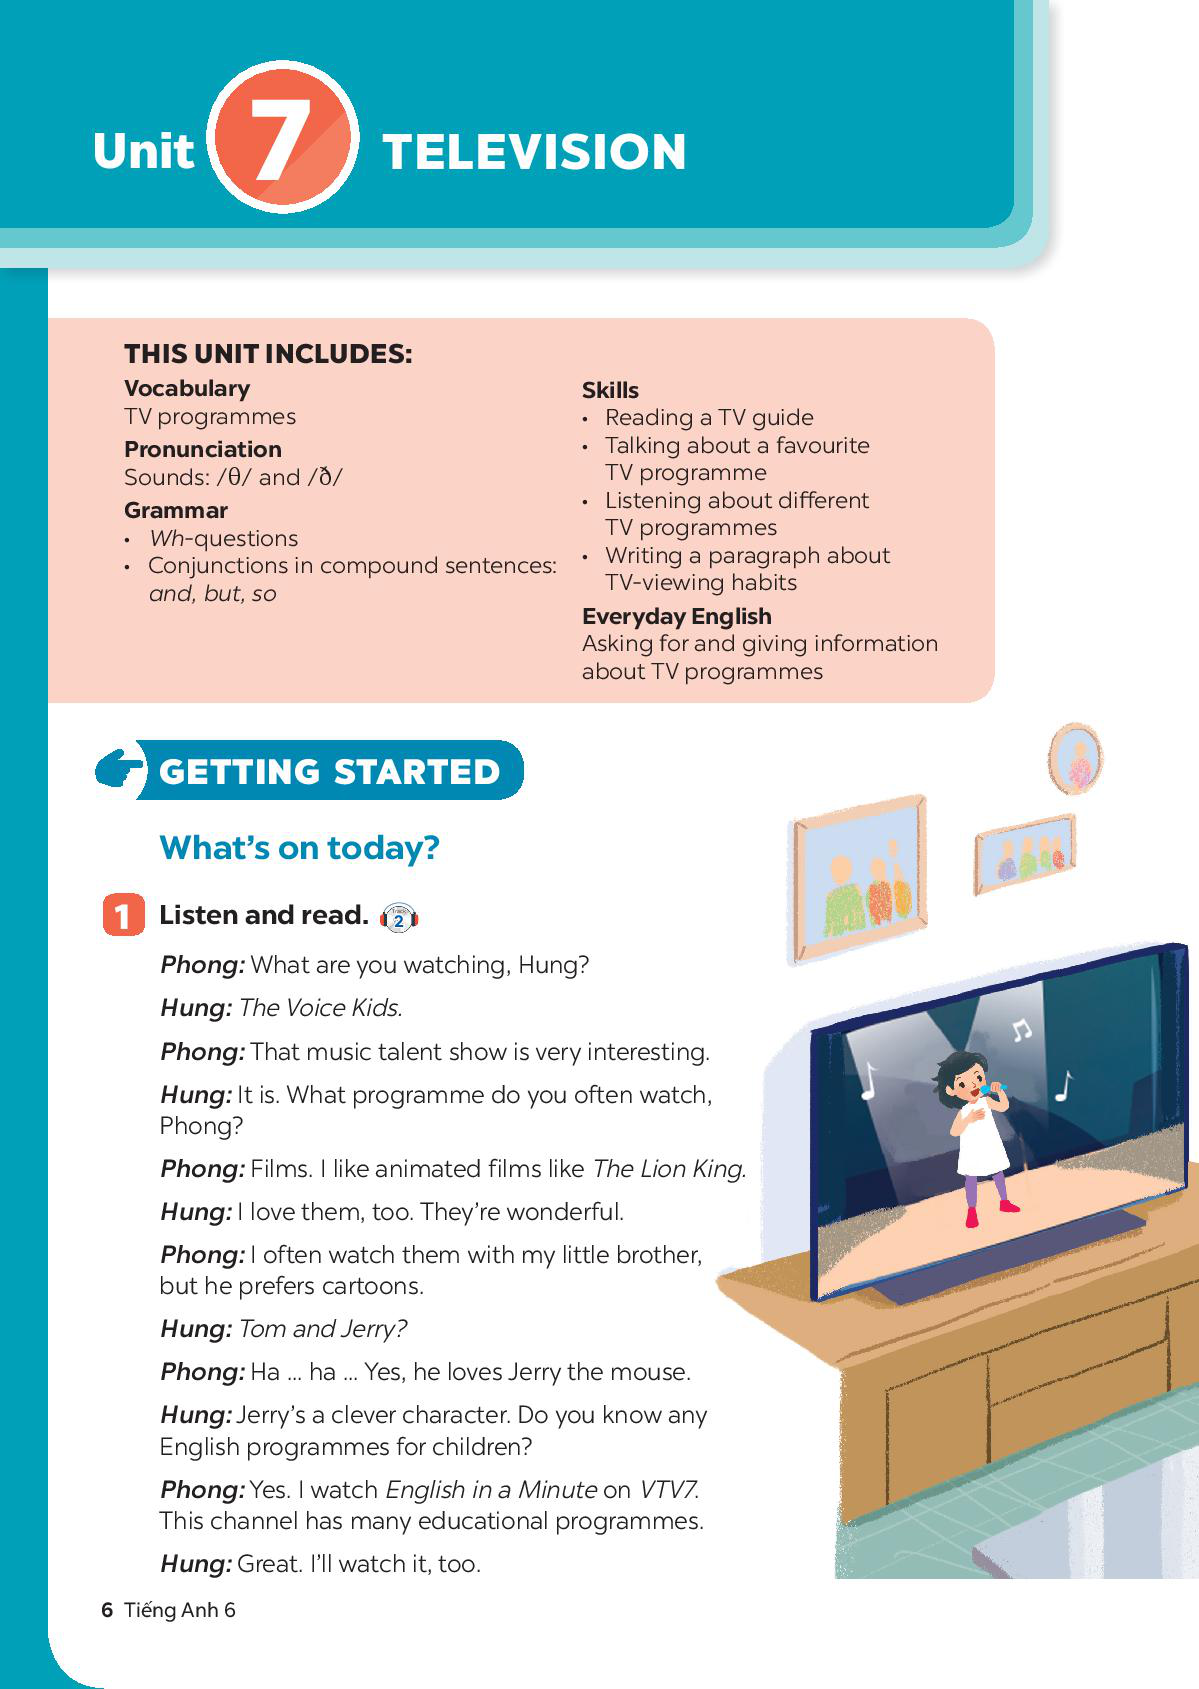 Unit 7 TELEVISION
THIS UNIT INCLUDES:
Vocabulary
TV programmes
Pronunciation
Sounds: /θ/ and /ð/
Grammar
• Wh-questions
• Conjunctions in compound sentences:
and, but, so
Skills
• Reading a TV guide
• Talking about a favourite
TV programme
• Listening about different
TV programmes
• Writing a paragraph about
TV-viewing habits
Everyday English
Asking for and giving information
about TV programmes
GETTING STARTED
What's on today?
1 Listen and read. Track 2
Phong: What are you watching, Hung?
Hung: The Voice Kids.
Phong: That music talent show is very interesting.
Hung: It is. What programme do you often watch,
Phong?
Phong: Films. I like animated films like The Lion King.
Hung: I love them, too. They're wonderful.
Phong: I often watch them with my little brother,
but he prefers cartoons.
Hung: Tom and Jerry?
Phong: Ha ... ha ... Yes, he loves Jerry the mouse.
Hung: Jerry's a clever character. Do you know any
English programmes for children?
Phong: Yes. I watch English in a Minute on VTV7.
This channel has many educational programmes.
Hung: Great. I'll watch it, too.
6 Tiếng Anh 6